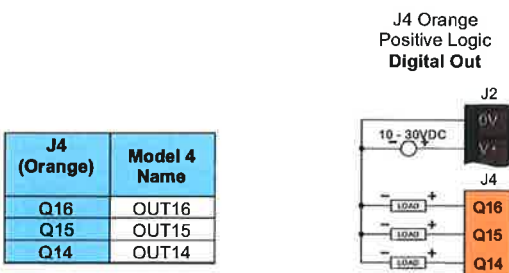 J4 Orange
Positive Logic
Digital Out
J4
(Orange)
Model 4
Name
Q16 OUT16
Q15 OUT15
Q14 OUT14
J2
0V
10 - 30VDC
- +
V+
J4
- LOAD + Q16
- LOAD + Q15
- LOAD + Q14